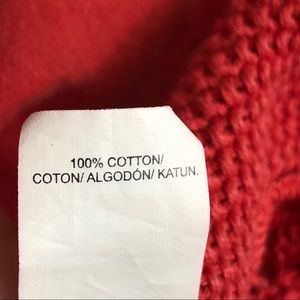 100% COTTON/
COTON/ ALGODÓN/ KATUN.